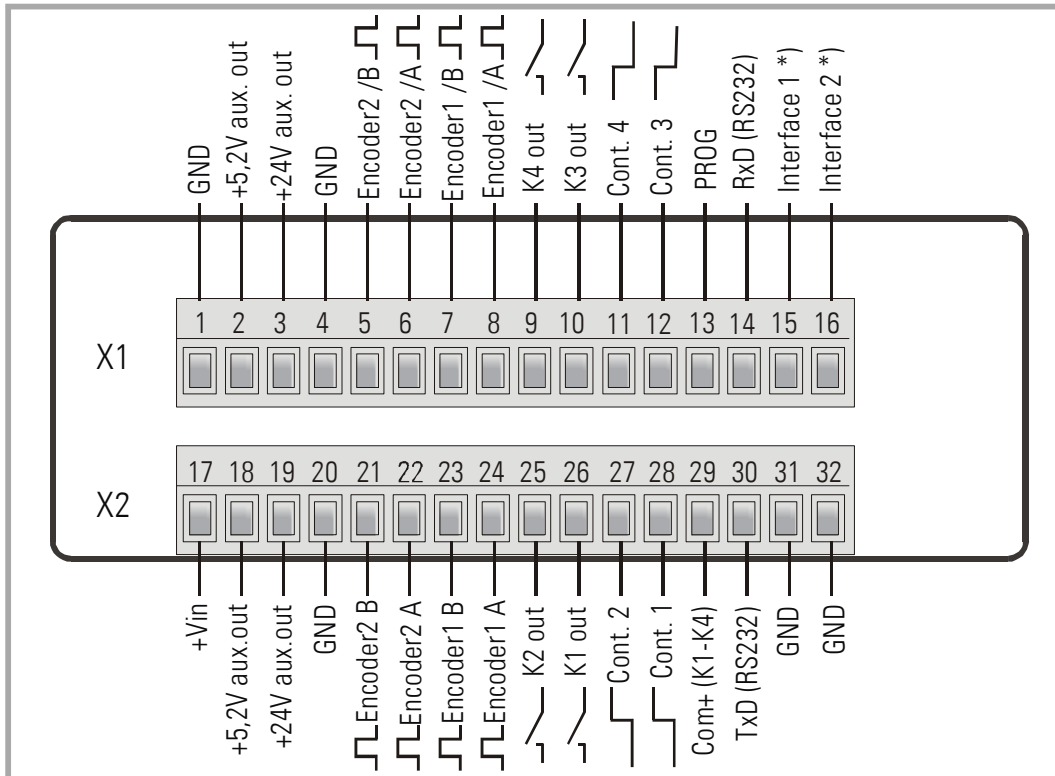 GND
+5,2V aux. out
+24V aux. out
GND
Encoder2 /B
Encoder2 /A
Encoder1 /B
Encoder1 /A
K4 out
K3 out
Cont. 4
Cont. 3
PROG
RxD (RS232)
Interface 1 *)
Interface 2 *)
X1
1 2 3 4 5 6 7 8 9 10 11 12 13 14 15 16
X2
17 18 19 20 21 22 23 24 25 26 27 28 29 30 31 32
+Vin
+5,2V aux.out
+24V aux.out
GND
Encoder2 B
Encoder2 A
Encoder1 B
Encoder1 A
K2 out
K1 out
Cont. 2
Cont. 1
Com+ (K1-K4)
TxD (RS232)
GND
GND